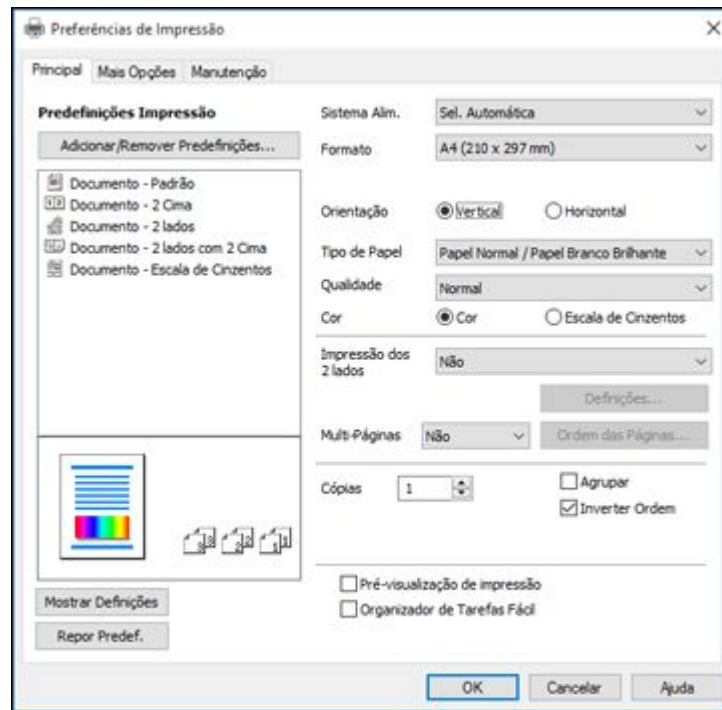 Preferências de Impressão
Principal
Mais Opções
Manutenção
Predefinições Impressão
Adicionar/Remover Predefinições...
Documento - Padrão
Documento - 2 Cima
Documento - 2 lados
Documento - 2 lados com 2 Cima
Documento - Escala de Cinzentos
Mostrar Definições
Repor Predef.
Sistema Alim.
Sel. Automática
Formato
A4 (210 x 297 mm)
Orientação
Vertical
Horizontal
Tipo de Papel
Papel Normal / Papel Branco Brilhante
Qualidade
Normal
Cor
Cor
Escala de Cinzentos
Impressão dos
2 lados
Não
Definições...
Multi-Páginas
Não
Ordem das Páginas...
Cópias
1
Agrupar
Inverter Ordem
Pré-visualização de impressão
Organizador de Tarefas Fácil
OK
Cancelar
Ajuda